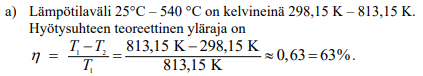 a) Lämpötilaväli 25°C – 540 °C on kelvineinä 298,15 K – 813,15 K.
Hyötysuhteen teoreettinen yläraja on
η = (T₁ – T₂)/T₁ = (813,15 K – 298,15 K)/813,15 K ≈ 0,63 = 63%.